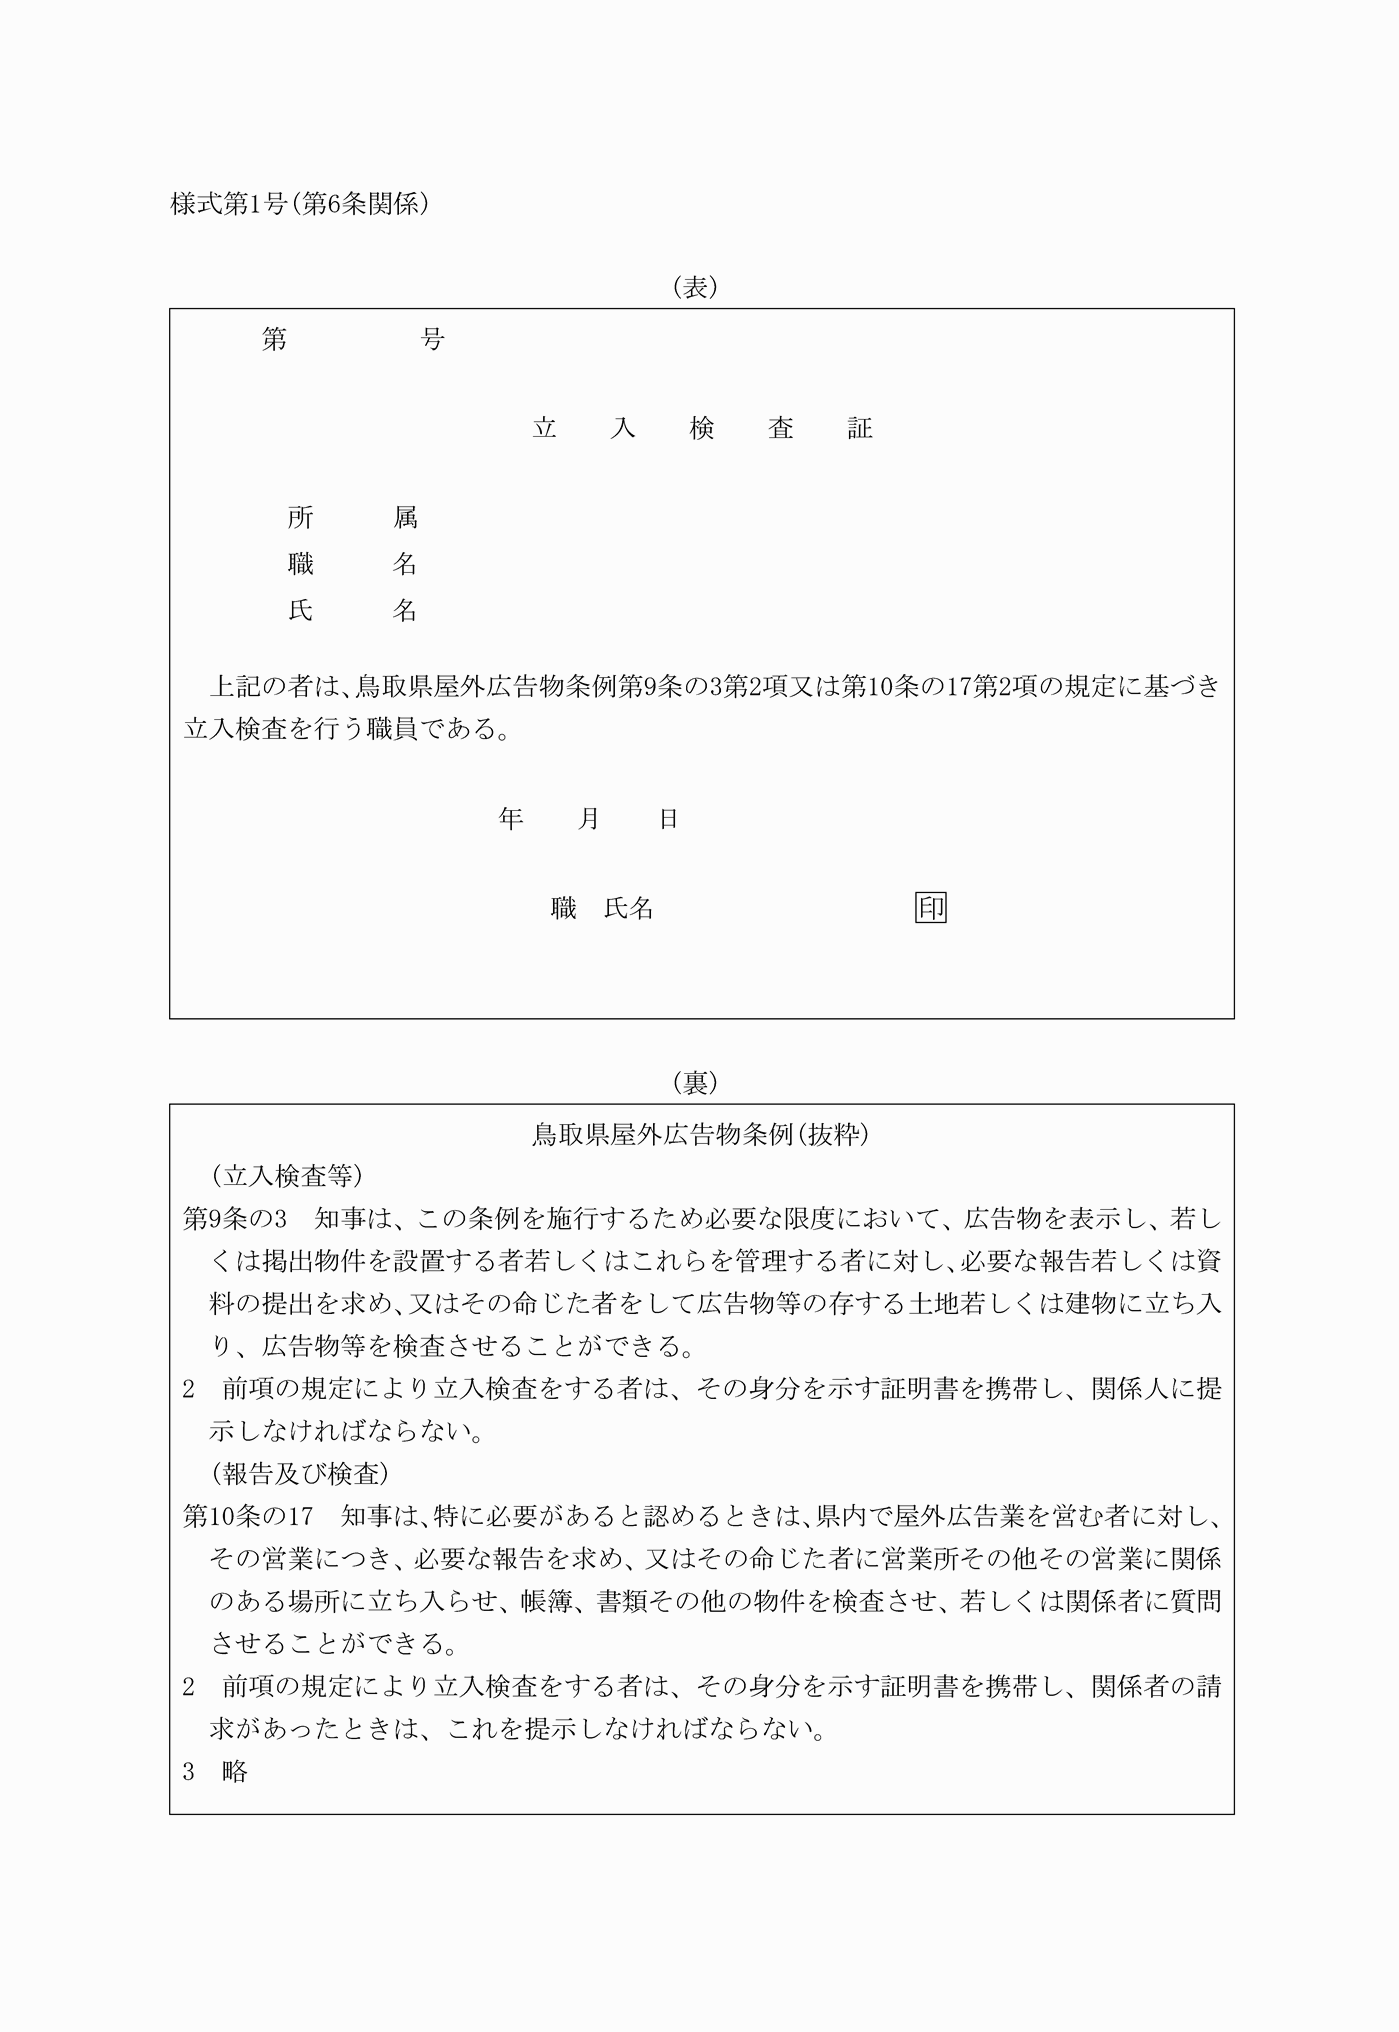 様式第1号(第6条関係)
(表)
第　　　　　号
立　　入　　検　　査　　証
所　　　属
職　　　名
氏　　　名
上記の者は、鳥取県屋外広告物条例第9条の3第2項又は第10条の17第2項の規定に基づき
立入検査を行う職員である。
年　　月　　日
職　氏名　　　　　　　　　　印
(裏)
鳥取県屋外広告物条例(抜粋)
(立入検査等)
第9条の3　知事は、この条例を施行するため必要な限度において、広告物を表示し、若し
くは掲出物件を設置する者若しくはこれらを管理する者に対し、必要な報告若しくは資
料の提出を求め、又はその命じた者をして広告物等の存する土地若しくは建物に立ち入
り、広告物等を検査させることができる。
2　前項の規定により立入検査をする者は、その身分を示す証明書を携帯し、関係人に提
示しなければならない。
(報告及び検査)
第10条の17　知事は、特に必要があると認めるときは、県内で屋外広告業を営む者に対し、
その営業につき、必要な報告を求め、又はその命じた者に営業所その他その営業に関係
のある場所に立ち入らせ、帳簿、書類その他の物件を検査させ、若しくは関係者に質問
させることができる。
2　前項の規定により立入検査をする者は、その身分を示す証明書を携帯し、関係者の請
求があったときは、これを提示しなければならない。
3　略